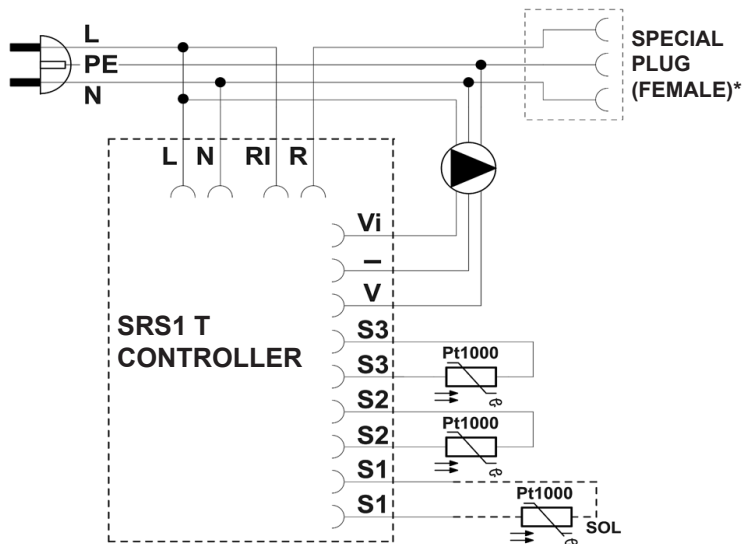 L
PE
N
SPECIAL
PLUG
(FEMALE)*
L N RI R
Vi
–
V
SRS1 T
CONTROLLER
S3
S3
Pt1000
ϑ
S2
S2
Pt1000
ϑ
S1
S1
Pt1000
SOL
ϑ